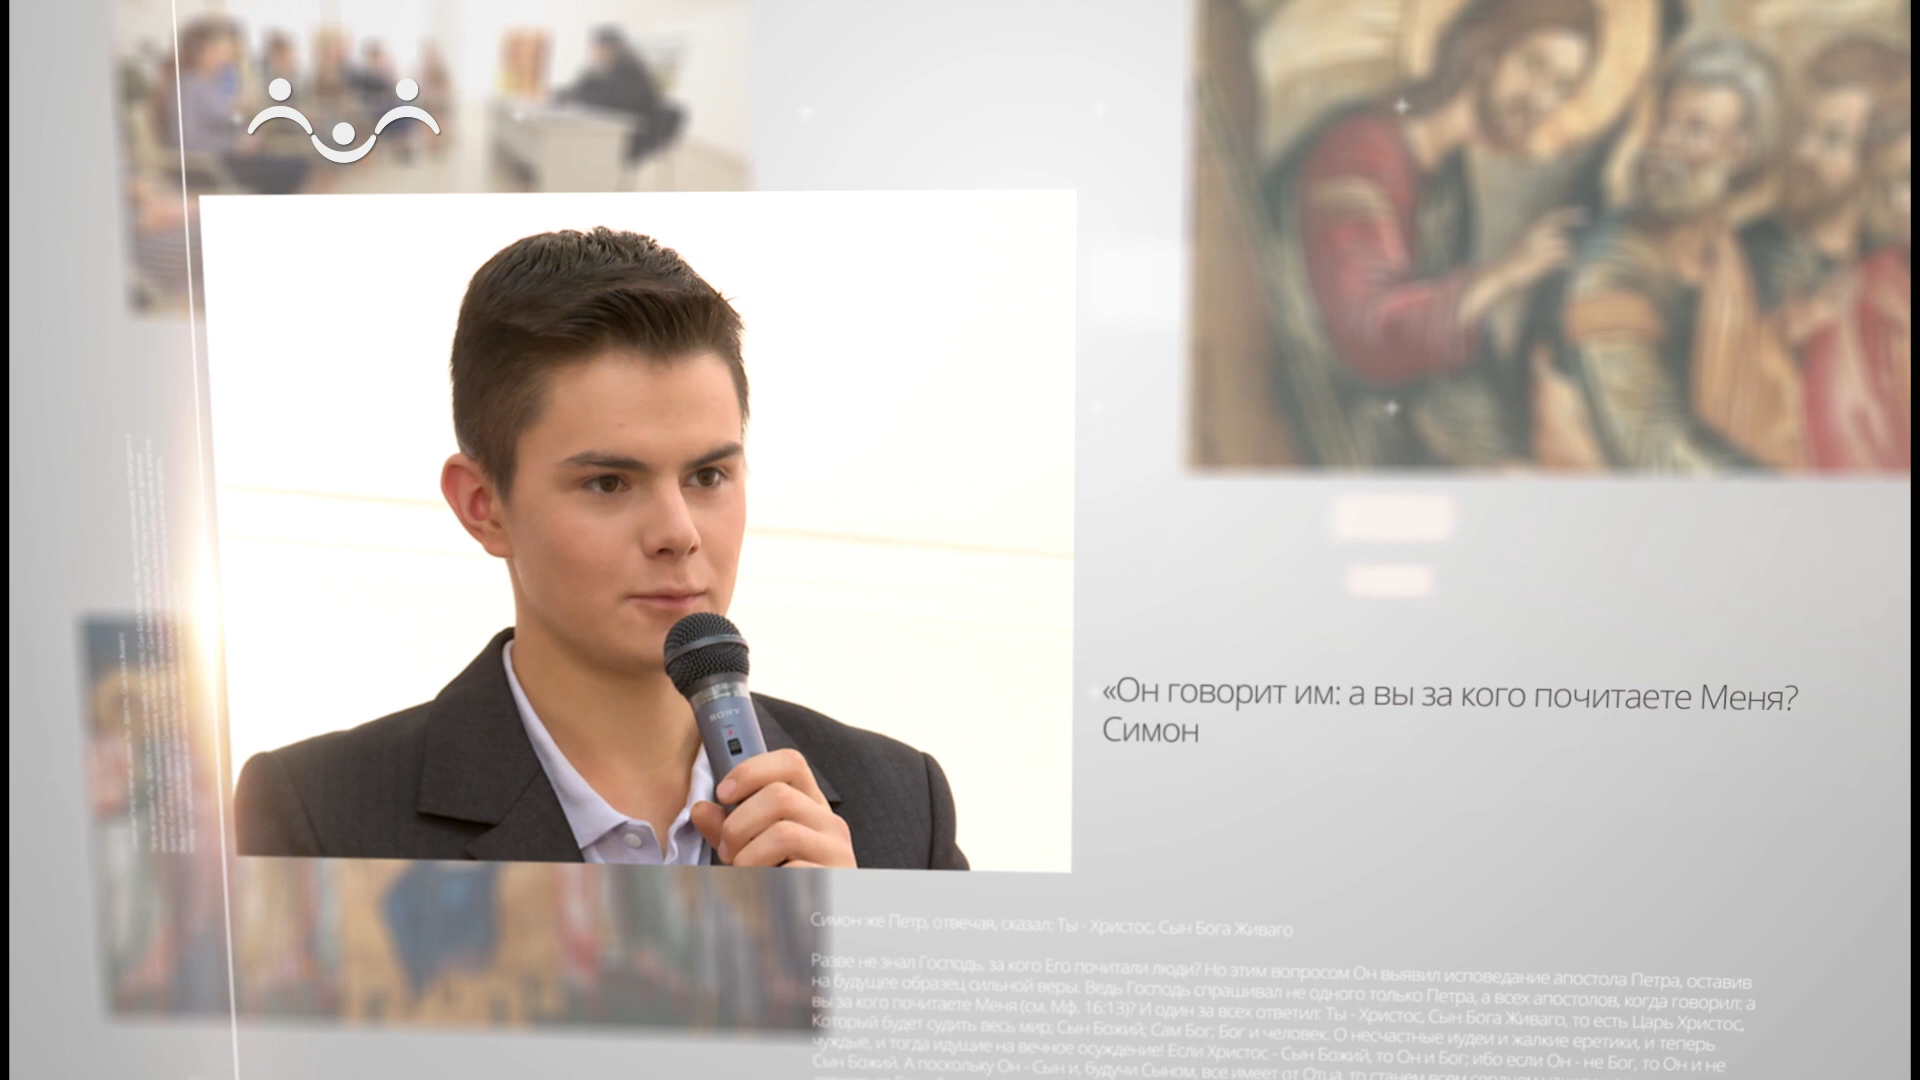 SONY
«Он говорит им: а вы за кого почитаете Меня?
Симон
Симон же Петр, отвечая, сказал: Ты - Христос, Сын Бога Живаго
Разве не знал Господь, за кого Его почитали люди? Но этим вопросом Он выявил исповедание апостола Петра, оставив
на будущее образец сильной веры. Ведь Господь спрашивал не одного только Петра, а всех апостолов, когда говорил: а
вы за кого почитаете Меня (см. Мф. 16:13)? И один за всех ответил: Ты - Христос, Сын Бога Живаго, то есть Царь Христос,
Который будет судить весь мир; Сын Божий; Сам Бог; Бог и человек. О несчастные иудеи и жалкие еретики, и теперь
чуждые, и тогда идущие на вечное осуждение! Если Христос - Сын Божий, то Он и Бог; ибо если Он - не Бог, то Он и не
Сын Божий. А поскольку Он - Сын и, будучи Сыном, все имеет от Отца, то станем всем сердцем